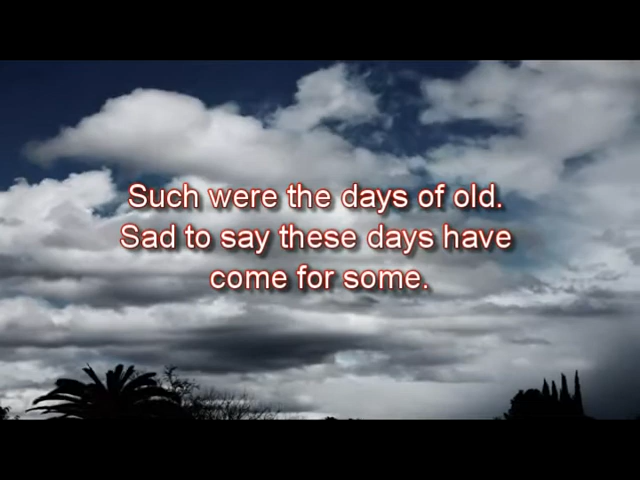 Such were the days of old.
Sad to say these days have
come for some.